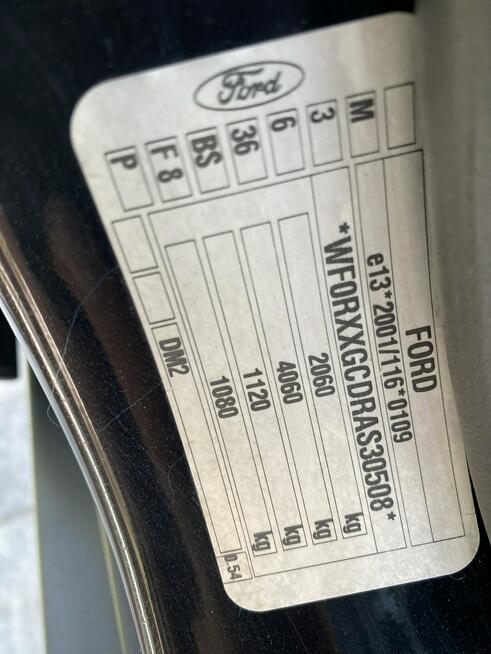 Ford
FORD
e13*2001/116*0109
*WF0RXXGCDRAS30508*
2060 kg
4060 kg
1120 kg
1080 kg
DM2
0.54
M
3
6
36
BS
F 8
P